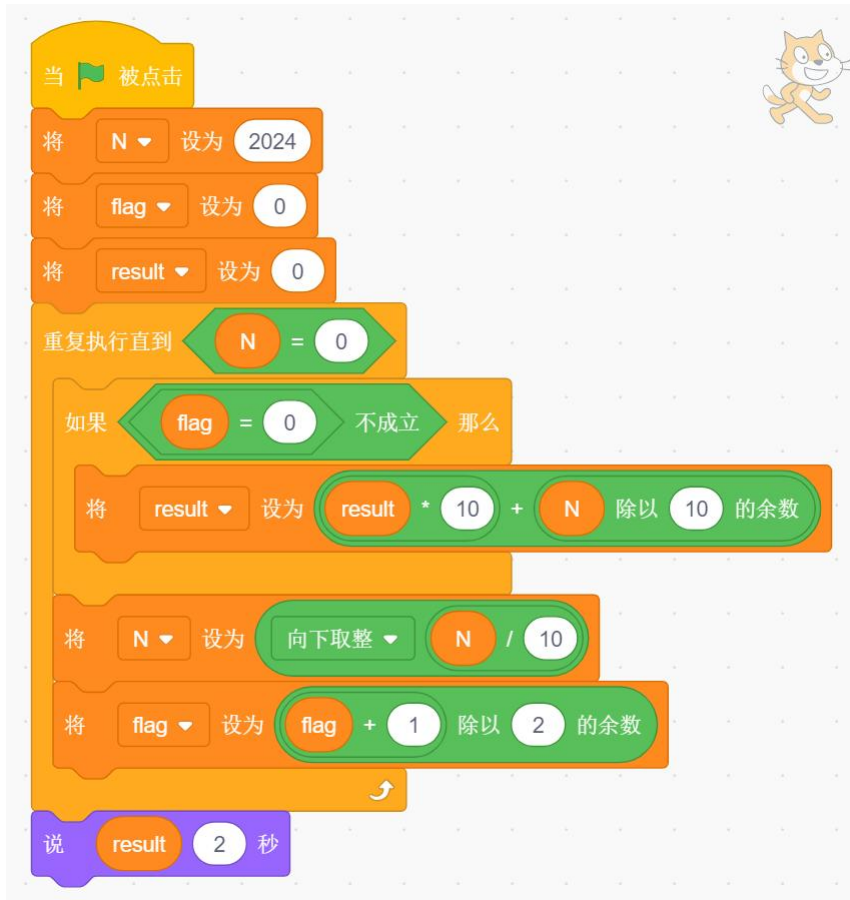 当 被点击
将 N 设为 2024
将 flag 设为 0
将 result 设为 0
重复执行直到 N = 0
如果 flag = 0 不成立 那么
将 result 设为 result * 10 + N 除以 10 的余数
将 N 设为 向下取整 N / 10
将 flag 设为 flag + 1 除以 2 的余数
说 result 2 秒